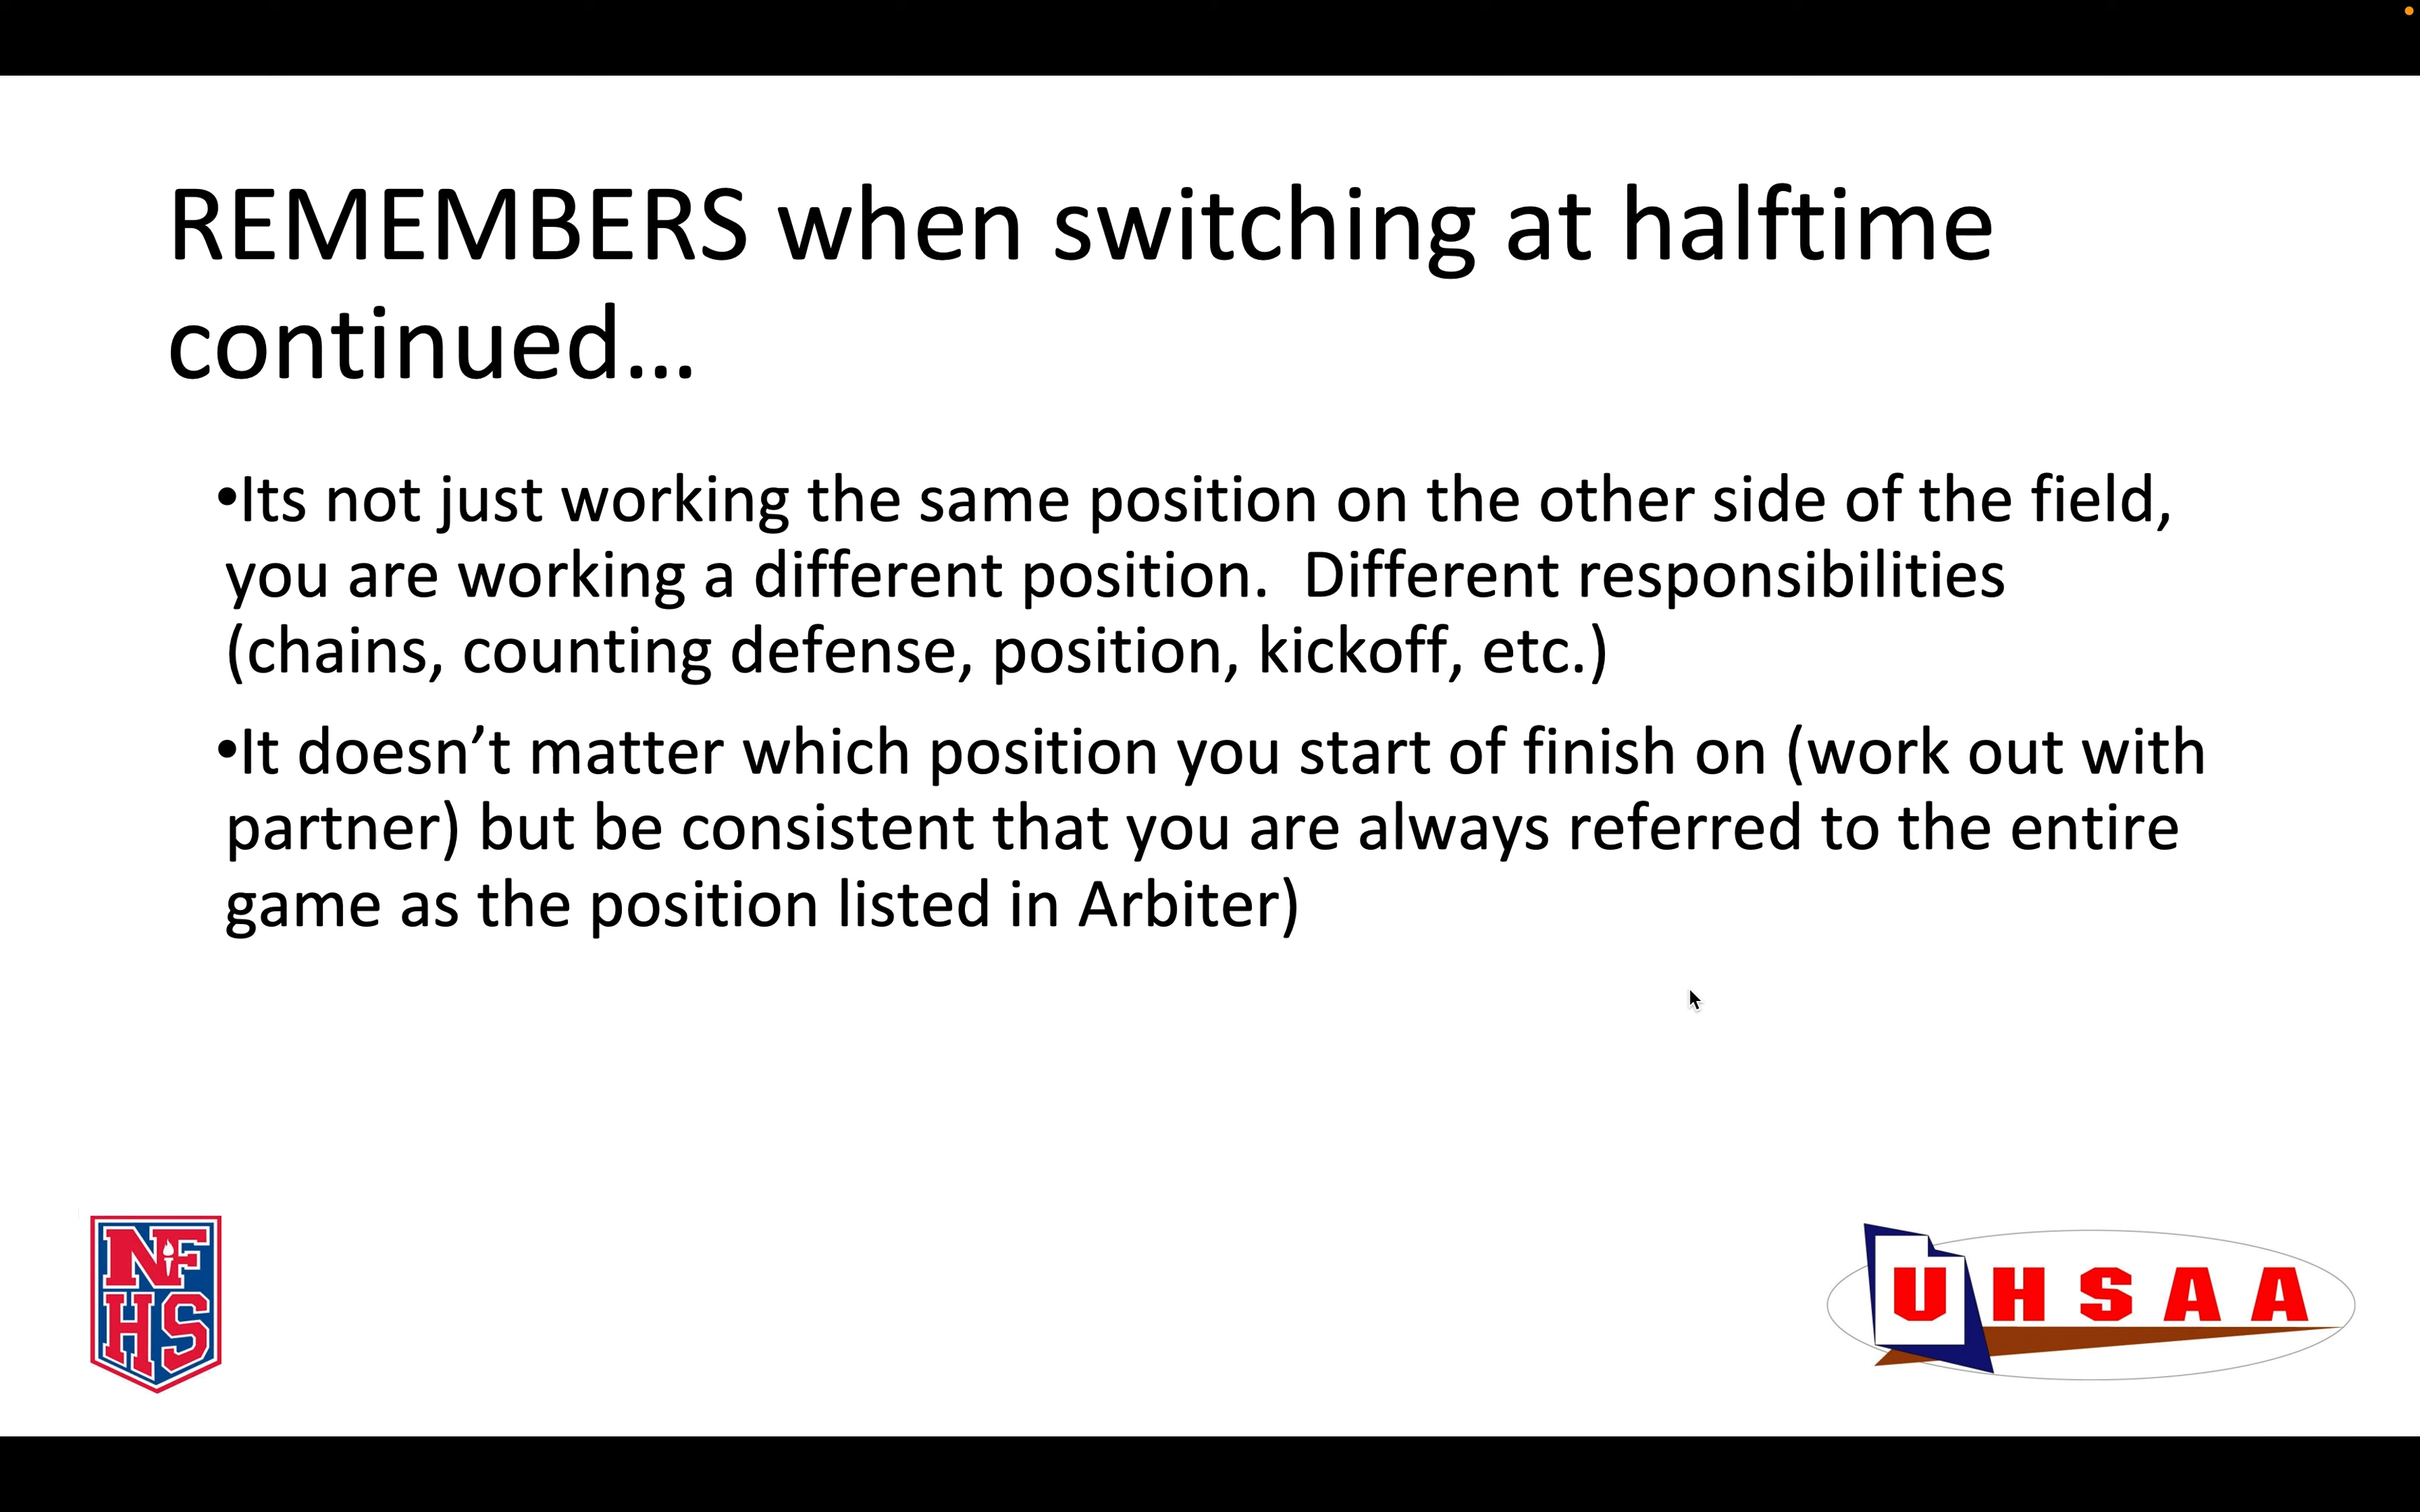 REMEMBERS when switching at halftime
continued…
•Its not just working the same position on the other side of the field,
you are working a different position.  Different responsibilities
(chains, counting defense, position, kickoff, etc.)
•It doesn’t matter which position you start of finish on (work out with
partner) but be consistent that you are always referred to the entire
game as the position listed in Arbiter)
NF
HS
UHSAA